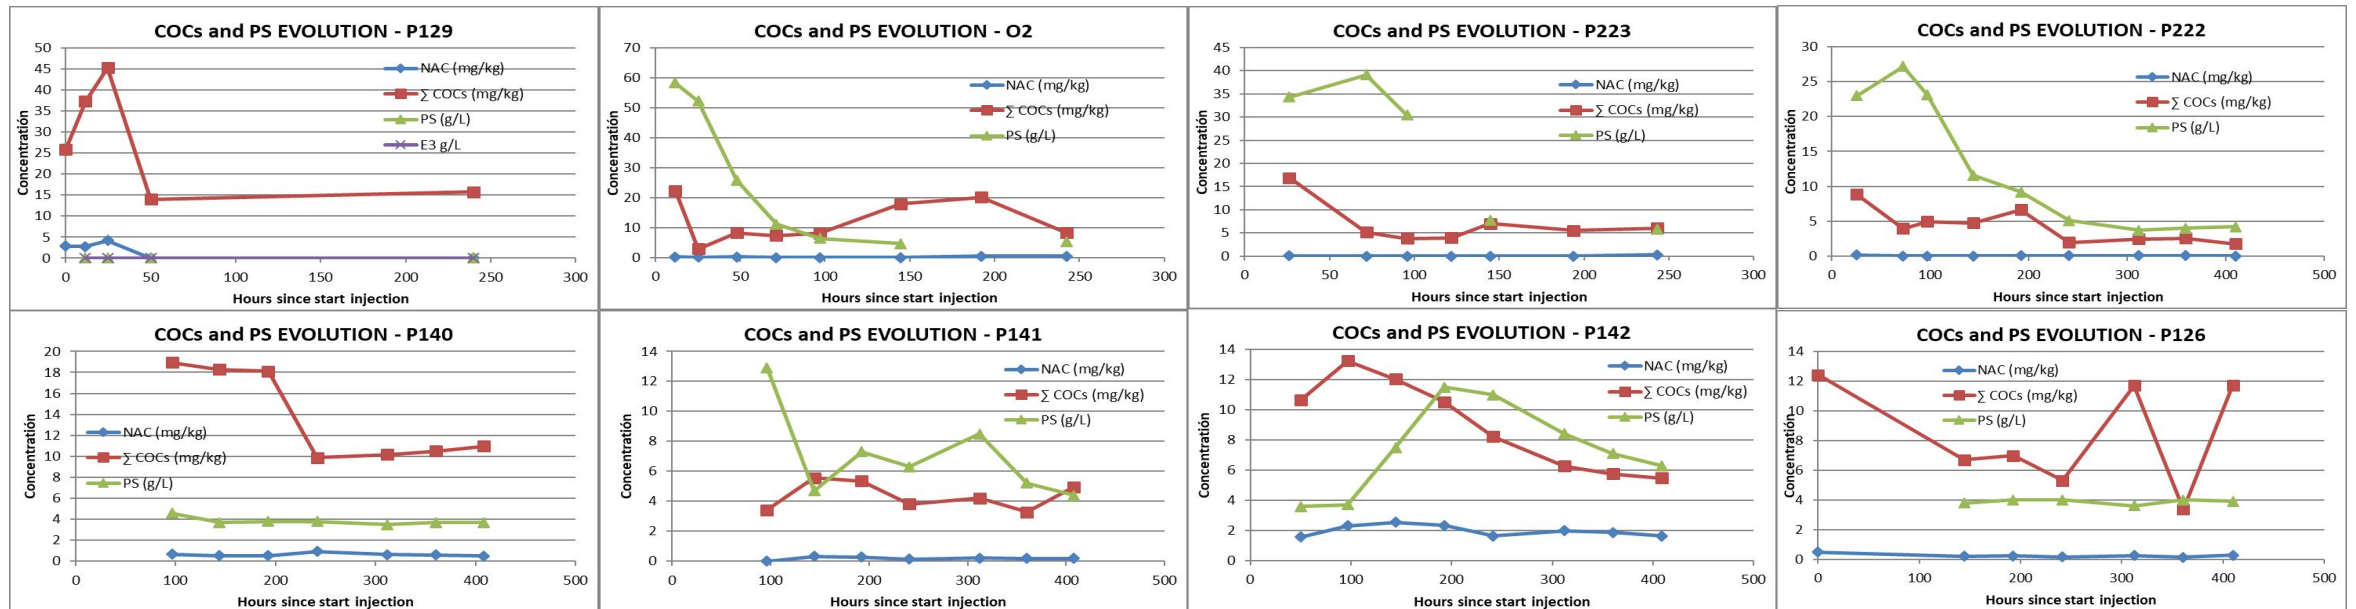 COCs and PS EVOLUTION - P129
50
45
40
35
30
25
20
15
10
5
0
Concentración
NAC (mg/kg)
∑ COCs (mg/kg)
PS (g/L)
E3 g/L
0 50 100 150 200 250 300
Hours since start injection
COCs and PS EVOLUTION - O2
70
60
50
40
30
20
10
0
Concentración
NAC (mg/kg)
∑ COCs (mg/kg)
PS (g/L)
0 50 100 150 200 250 300
Hours since start injection
COCs and PS EVOLUTION - P223
45
40
35
30
25
20
15
10
5
0
Concentración
NAC (mg/kg)
∑ COCs (mg/kg)
PS (g/L)
0 50 100 150 200 250 300
Hours since start injection
COCs and PS EVOLUTION - P222
30
25
20
15
10
5
0
Concentración
NAC (mg/kg)
∑ COCs (mg/kg)
PS (g/L)
0 100 200 300 400 500
Hours since start injection
COCs and PS EVOLUTION - P140
20
18
16
14
12
10
8
6
4
2
0
Concentración
NAC (mg/kg)
∑ COCs (mg/kg)
PS (g/L)
0 100 200 300 400 500
Hours since start injection
COCs and PS EVOLUTION - P141
14
12
10
8
6
4
2
0
Concentración
NAC (mg/kg)
∑ COCs (mg/kg)
PS (g/L)
0 100 200 300 400 500
Hours since start injection
COCs and PS EVOLUTION - P142
14
12
10
8
6
4
2
0
Concentración
NAC (mg/kg)
∑ COCs (mg/kg)
PS (g/L)
0 100 200 300 400 500
Hours since start injection
COCs and PS EVOLUTION - P126
14
12
10
8
6
4
2
0
Concentración
NAC (mg/kg)
∑ COCs (mg/kg)
PS (g/L)
0 100 200 300 400 500
Hours since start injection